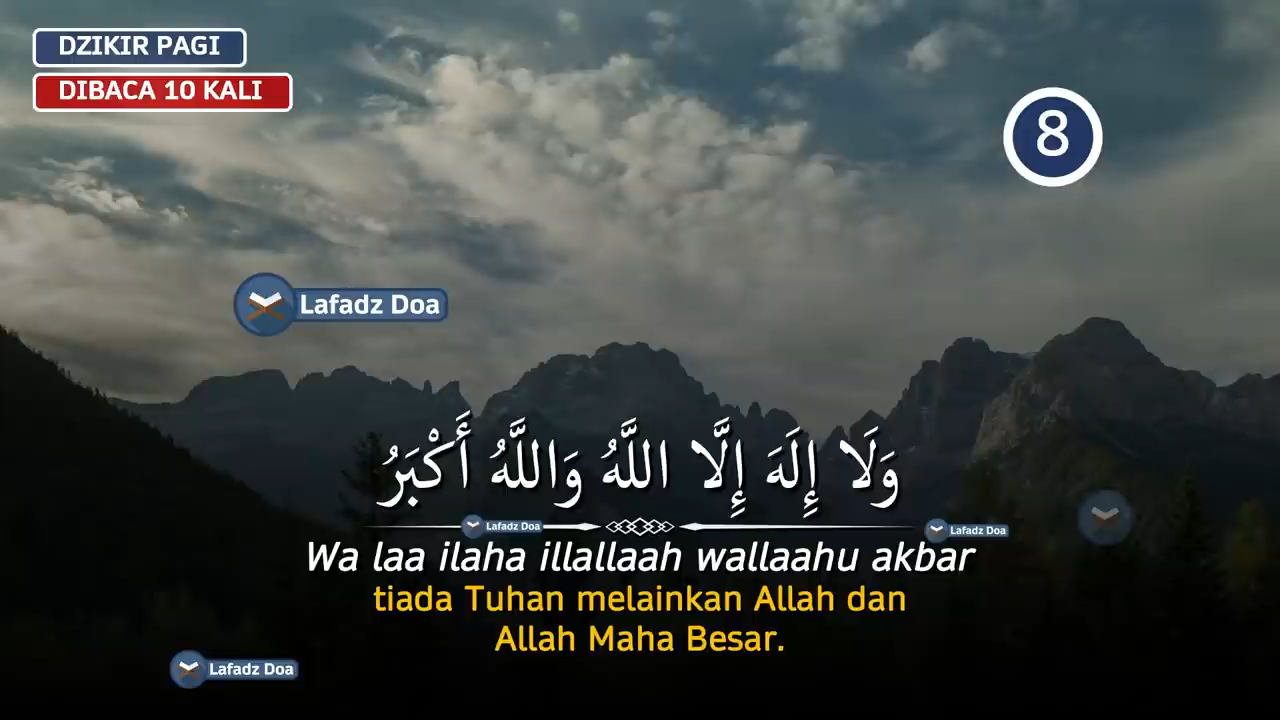 DZIKIR PAGI
DIBACA 10 KALI
8
Lafadz Doa
وَلَا إِلَهَ إِلَّا اللَّهُ وَاللَّهُ أَكْبَرُ
Lafadz Doa
Lafadz Doa
Wa laa ilaha illallaah wallaahu akbar
tiada Tuhan melainkan Allah dan
Allah Maha Besar.
Lafadz Doa